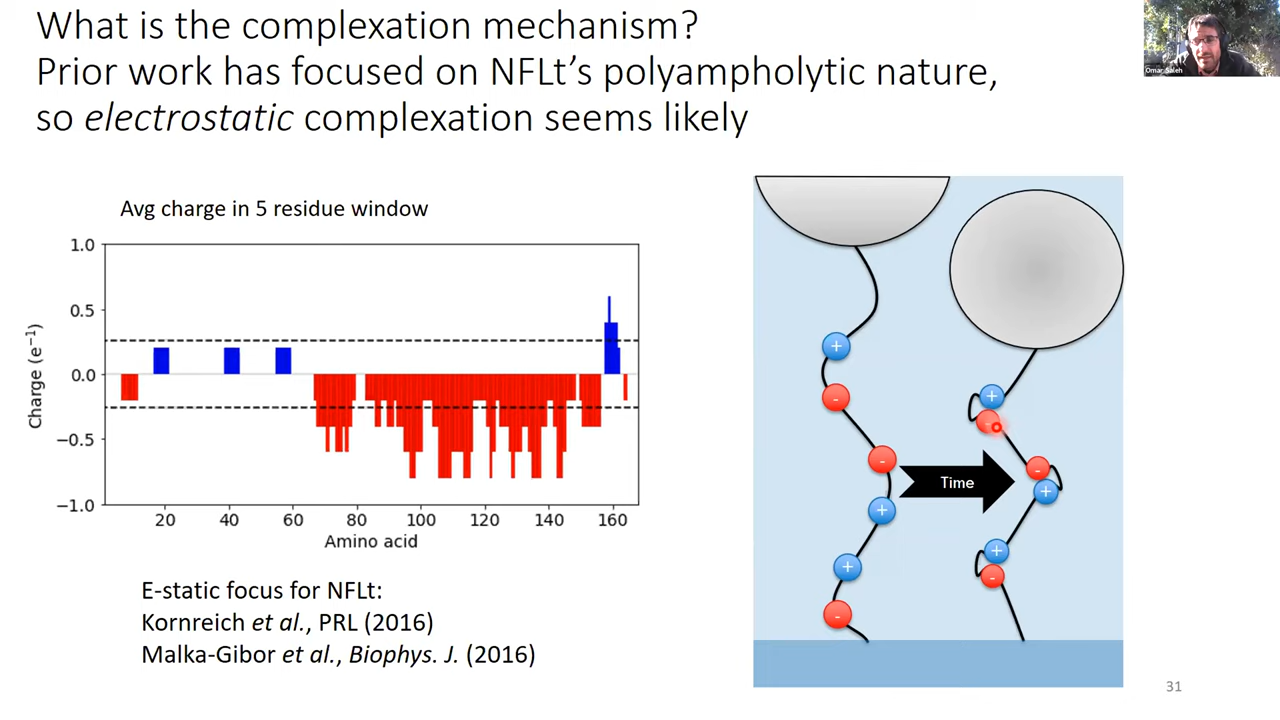 What is the complexation mechanism?
Prior work has focused on NFLt’s polyampholytic nature,
so electrostatic complexation seems likely
Omar Saleh
Avg charge in 5 residue window
1.0
0.5
0.0
−0.5
−1.0
Charge (e⁻¹)
20 40 60 80 100 120 140 160
Amino acid
E-static focus for NFLt:
Kornreich et al., PRL (2016)
Malka-Gibor et al., Biophys. J. (2016)
+
-
-
+
+
-
Time
+
-
-
+
+
-
31